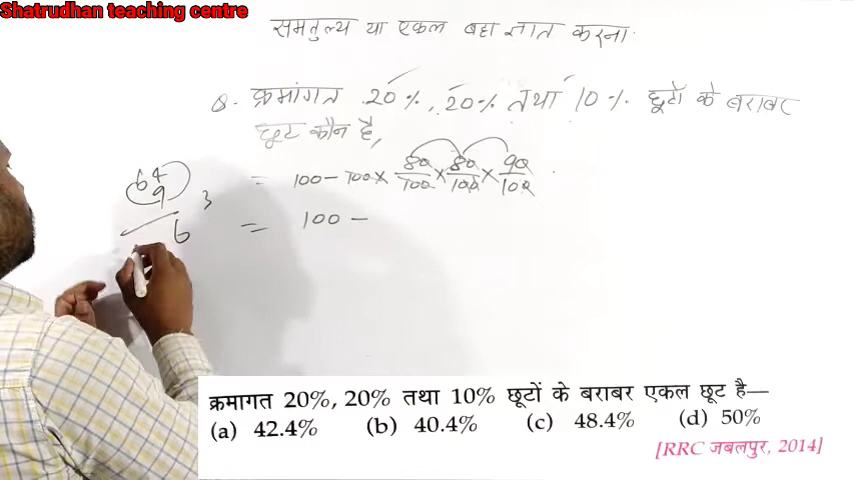 Shatrudhan teaching centre
समतुल्य या एकल बट्टा ज्ञात करना
Q. क्रमांगत 20%, 20% तथा 10% छूटों के बराबर
छूट कौन है,
= 100 - 100 × 80/100 × 80/100 × 90/100
64
9
3
6
= 100 -
क्रमागत 20%, 20% तथा 10% छूटों के बराबर एकल छूट है—
(a) 42.4% (b) 40.4% (c) 48.4% (d) 50%
[RRC जबलपुर, 2014]